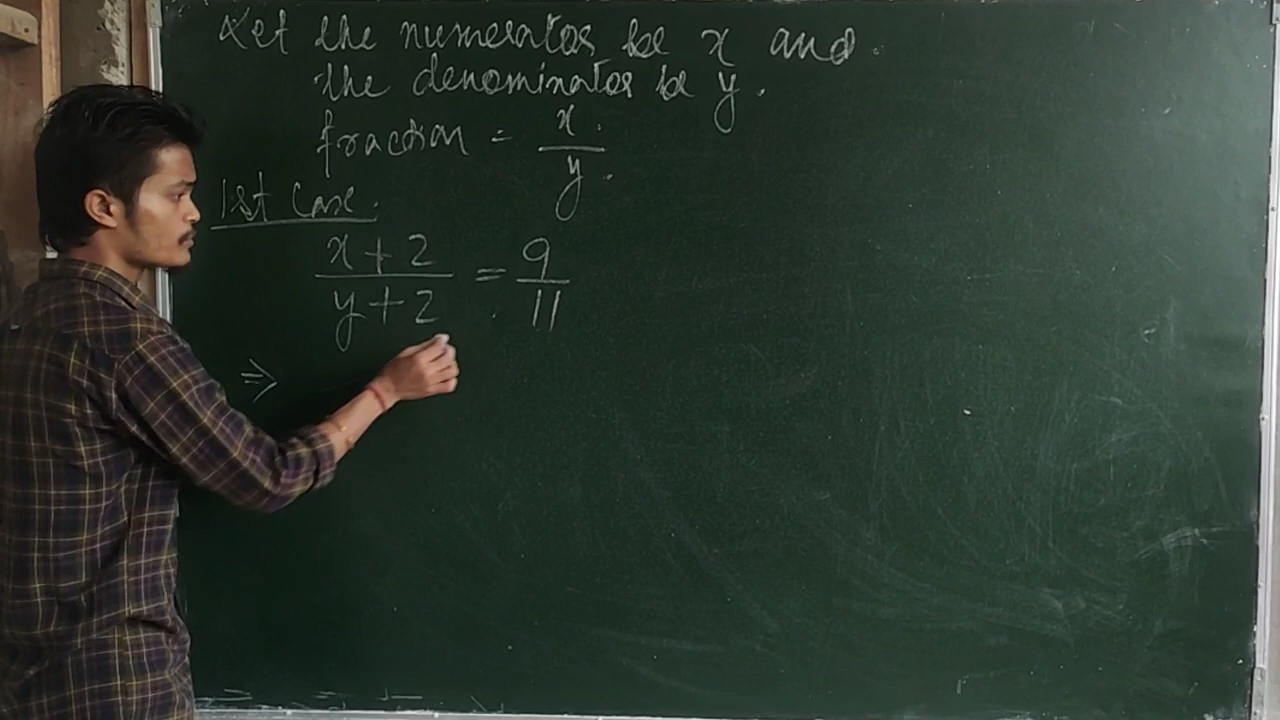 Let the numerator be x and
the denominator be y.
fraction = x/y.
1st Case.
(x+2)/(y+2) = 9/11
⇒